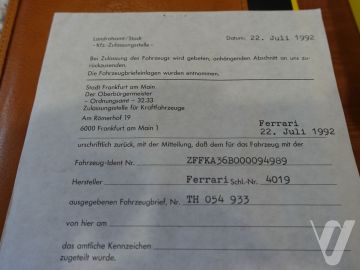 Landratsamt/Stadt
- Kfz-Zulassungsstelle -
Datum: 22. Juli 1992
Bei Zulassung des Fahrzeugs wird gebeten, anhängenden Abschnitt an uns zu-
rückzusenden.
Die Fahrzeugbriefeinlagen wurden entnommen.
Stadt Frankfurt am Main
Der Oberbürgermeister
- Ordnungsamt - 32.33
Zulassungsstelle für Kraftfahrzeuge
Am Römerhof 19
6000 Frankfurt am Main 1
Ferrari
22. Juli 1992
urschriftlich zurück, mit der Mitteilung, daß dem für das Fahrzeug mit der
Fahrzeug-Ident Nr. ZFFKA36B000094989
Hersteller Ferrari Schl.-Nr. 4019
ausgegebenen Fahrzeugbrief, Nr. TH 054 933
von hier am
das amtliche Kennzeichen
zugeteilt wurde.